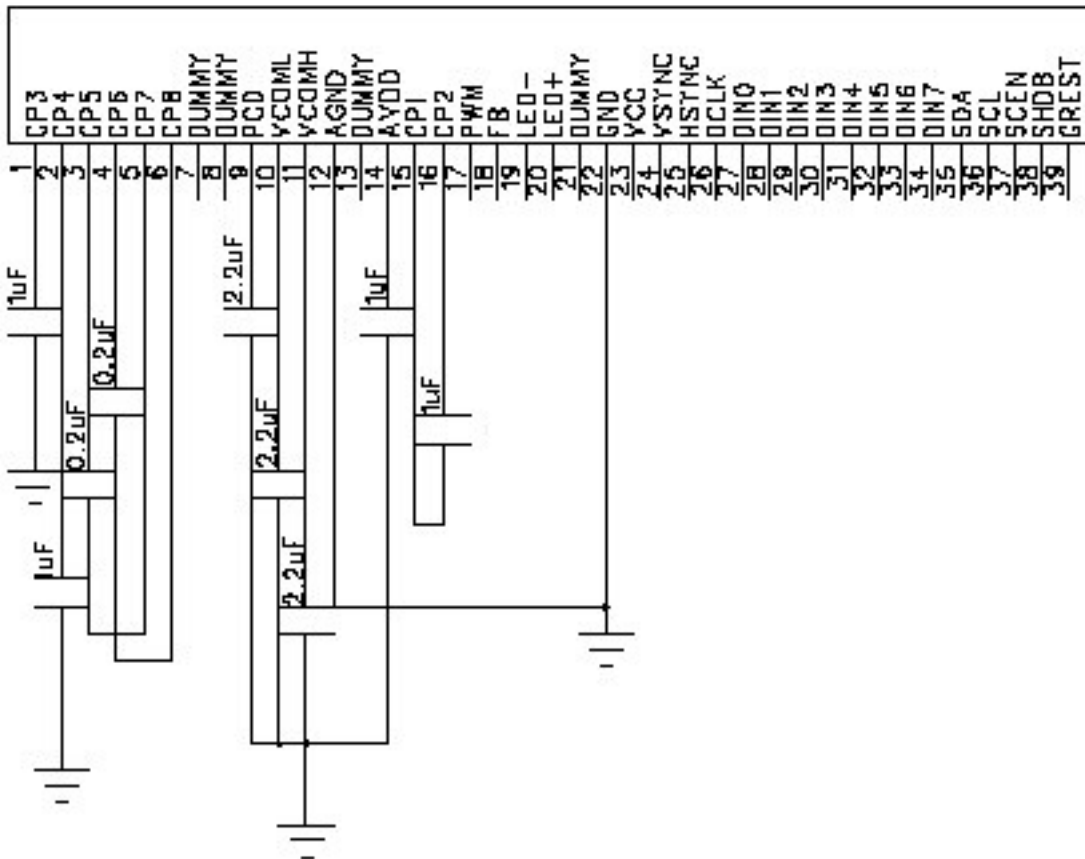 CP3
CP4
CP5
CP6
CP7
CP8
DUMMY
DUMMY
PCD
VCOML
VCOMH
AGND
DUMMY
AVDD
CP1
CP2
PWM
FB
LED-
LED+
DUMMY
GND
VCC
VSYNC
HSYNC
DCLK
DIN0
DIN1
DIN2
DIN3
DIN4
DIN5
DIN6
DIN7
SDA
SCL
SCEN
SHDB
GREST
1
2
3
4
5
6
7
8
9
10
11
12
13
14
15
16
17
18
19
20
21
22
23
24
25
26
27
28
29
30
31
32
33
34
35
36
37
38
39
1uF
2.2uF
1uF
0.2uF
1uF
0.2uF
2.2uF
1uF
2.2uF